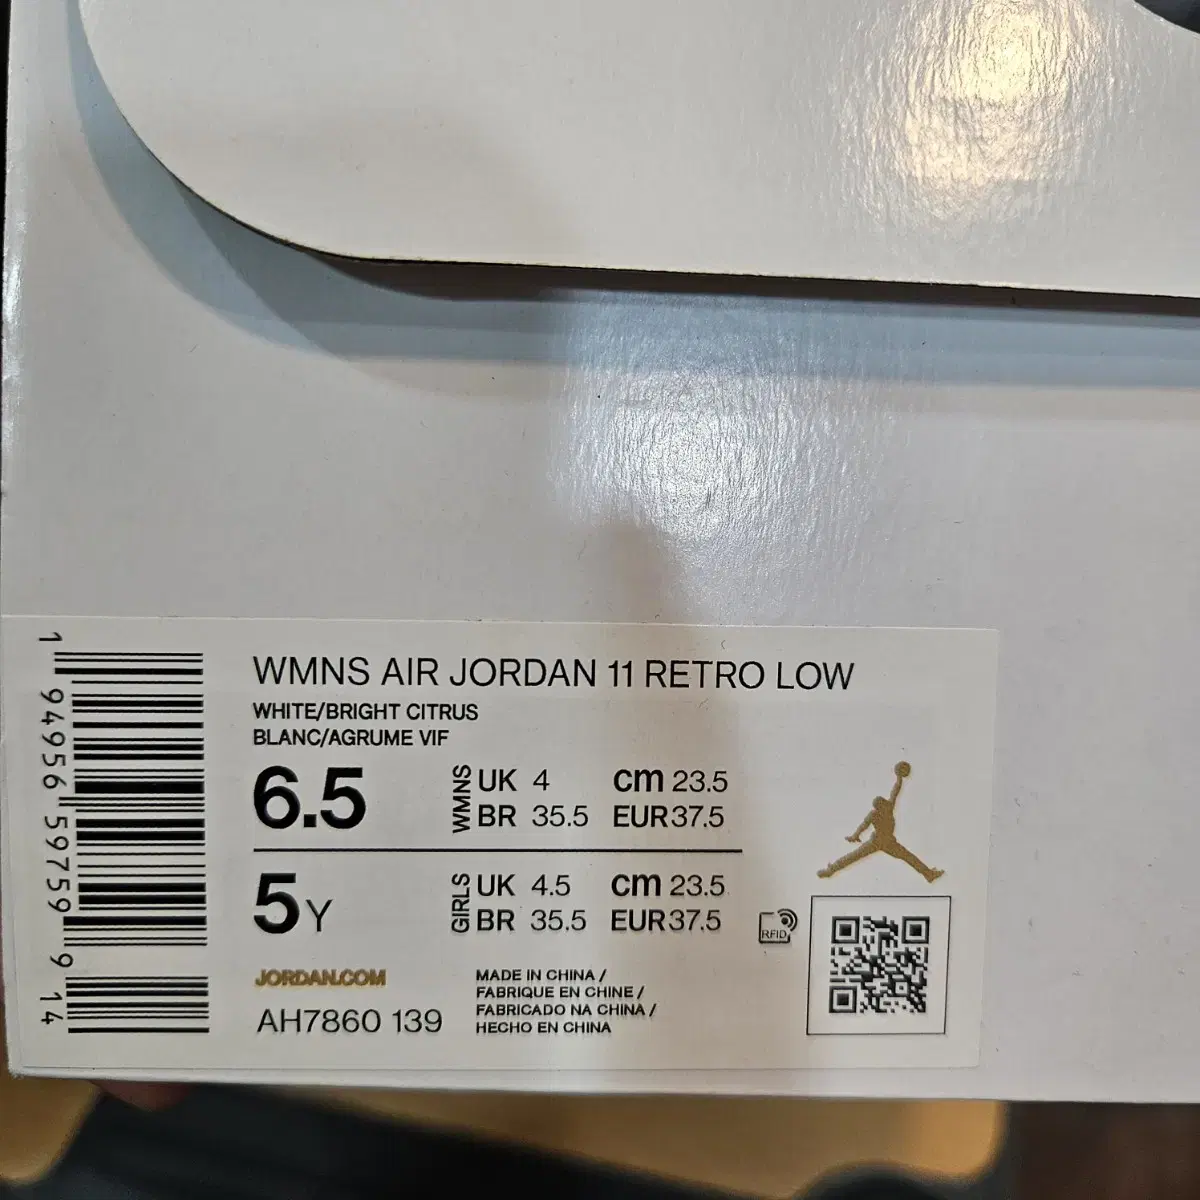 WMNS AIR JORDAN 11 RETRO LOW
WHITE/BRIGHT CITRUS
BLANC/AGRUME VIF
6.5 WMNS UK 4 cm 23.5
BR 35.5 EUR 37.5
5Y GIRLS UK 4.5 cm 23.5
BR 35.5 EUR 37.5
RFID
JORDAN.COM
AH7860 139
MADE IN CHINA /
FABRIQUE EN CHINE /
FABRICADO NA CHINA /
HECHO EN CHINA
1 94956 59759 9 14